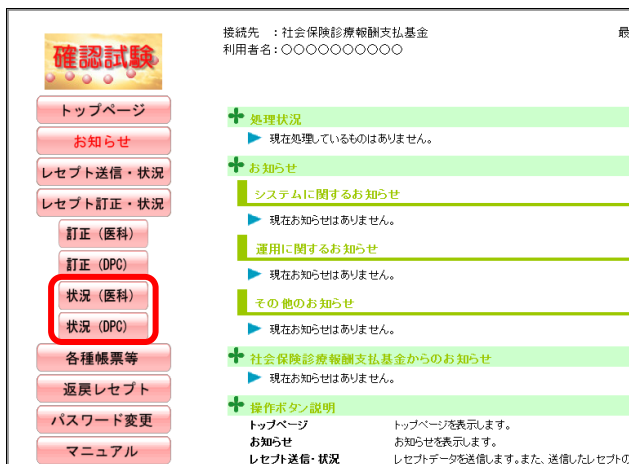 接続先　：社会保険診療報酬支払基金
最
利用者名：○○○○○○○○○○
確認試験
トップページ
お知らせ
レセプト送信・状況
レセプト訂正・状況
訂正（医科）
訂正（DPC）
状況（医科）
状況（DPC）
各種帳票等
返戻レセプト
パスワード変更
マニュアル
処理状況
現在処理しているものはありません。
お知らせ
システムに関するお知らせ
現在お知らせはありません。
運用に関するお知らせ
現在お知らせはありません。
その他のお知らせ
現在お知らせはありません。
社会保険診療報酬支払基金からのお知らせ
現在お知らせはありません。
操作ボタン説明
トップページ　トップページを表示します。
お知らせ　お知らせを表示します。
レセプト送信・状況　レセプトデータを送信します。また、送信したレセプトの